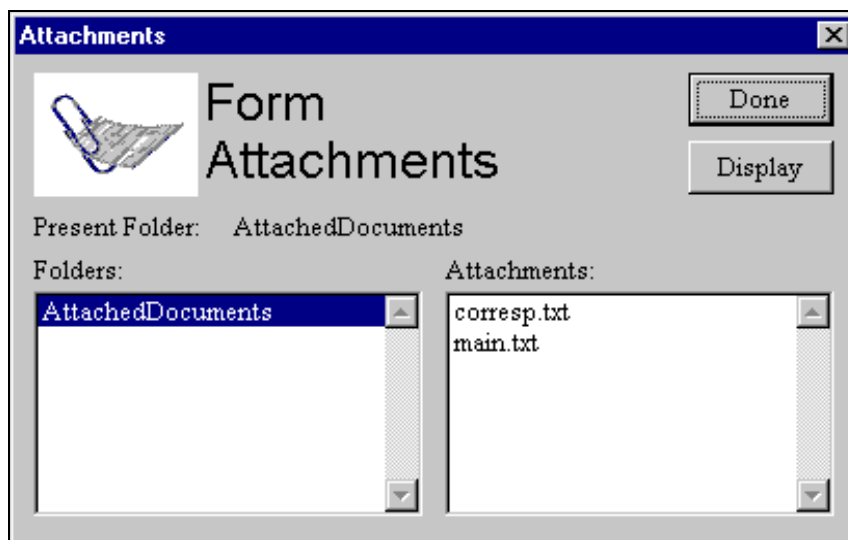 Attachments
Form
Attachments
Done
Display
Present Folder: AttachedDocuments
Folders:
AttachedDocuments
Attachments:
corresp.txt
main.txt